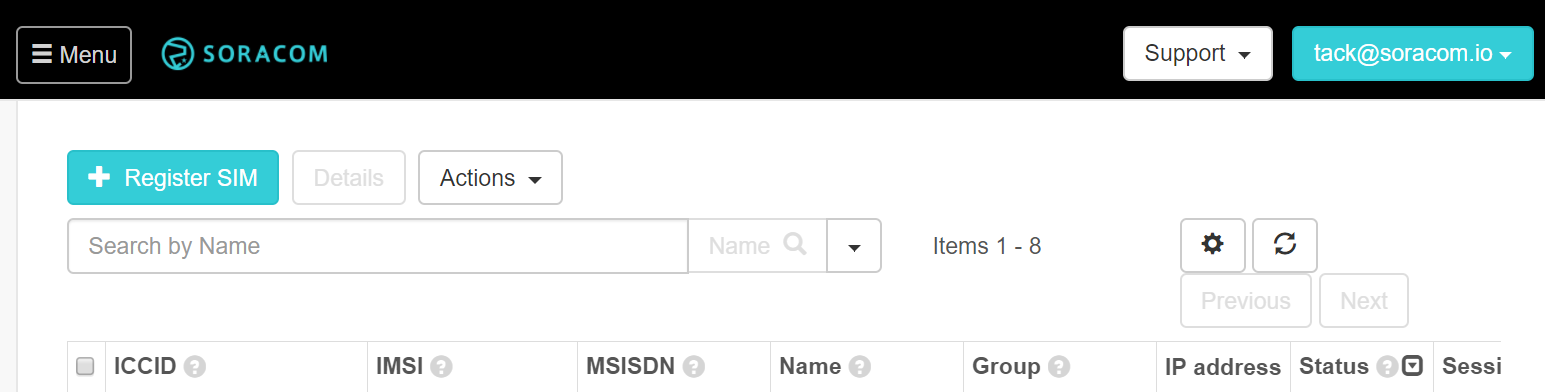 Menu SORACOM Support tack@soracom.io
Register SIM Details Actions
Search by Name Name Items 1 - 8
Previous Next
ICCID ? IMSI ? MSISDN ? Name ? Group ? IP address Status ? Sessi